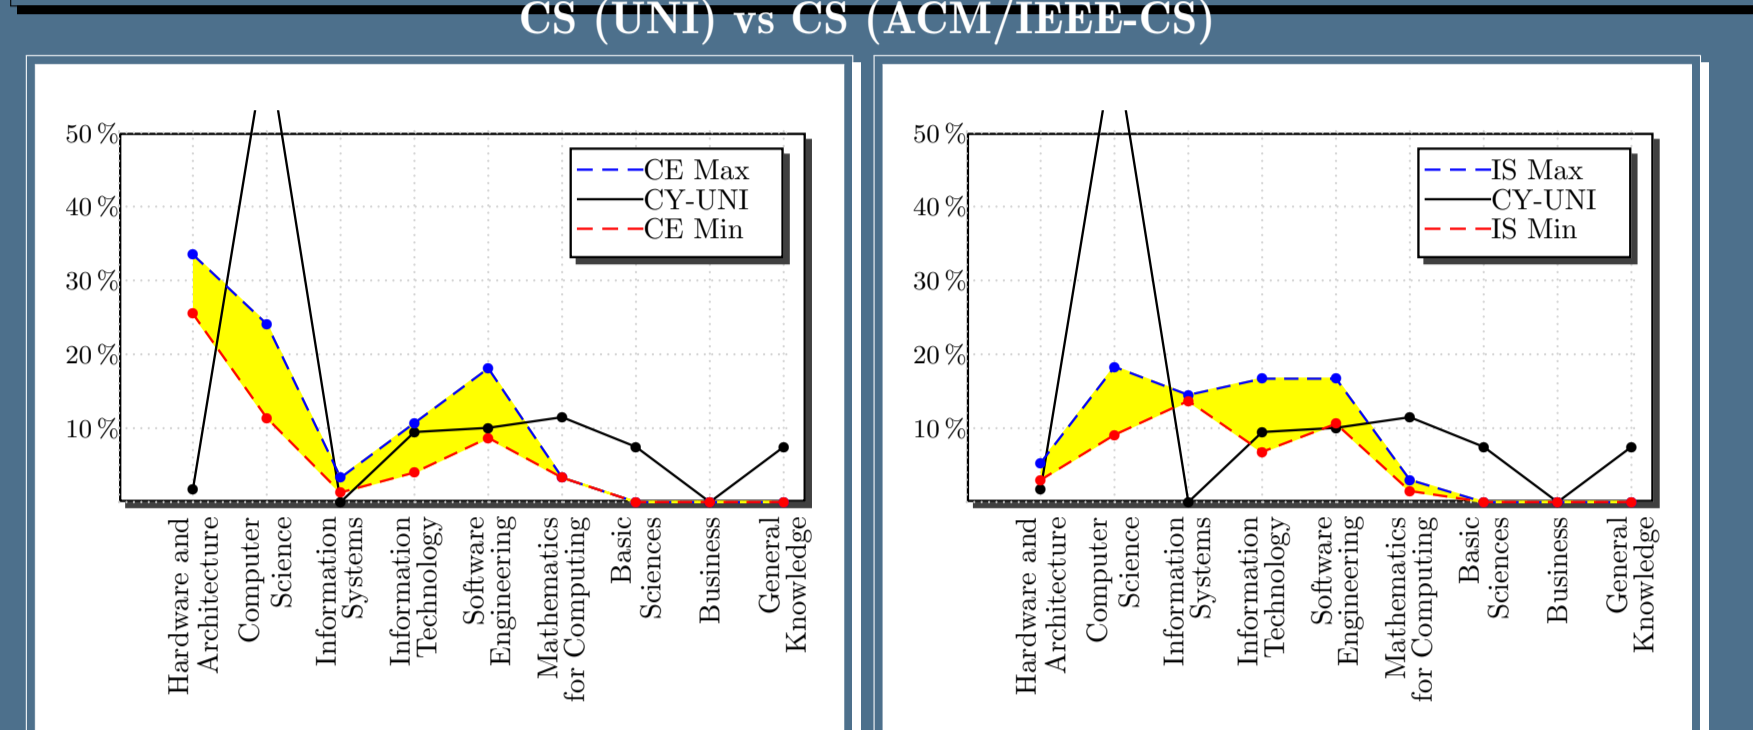 CS (UNI) vs CS (ACM/IEEE-CS)
50 %
40 %
30 %
20 %
10 %
CE Max
CY-UNI
CE Min
Hardware and
Architecture
Computer
Science
Information
Systems
Information
Technology
Software
Engineering
Mathematics
for Computing
Basic
Sciences
Business
General
Knowledge
50 %
40 %
30 %
20 %
10 %
IS Max
CY-UNI
IS Min
Hardware and
Architecture
Computer
Science
Information
Systems
Information
Technology
Software
Engineering
Mathematics
for Computing
Basic
Sciences
Business
General
Knowledge